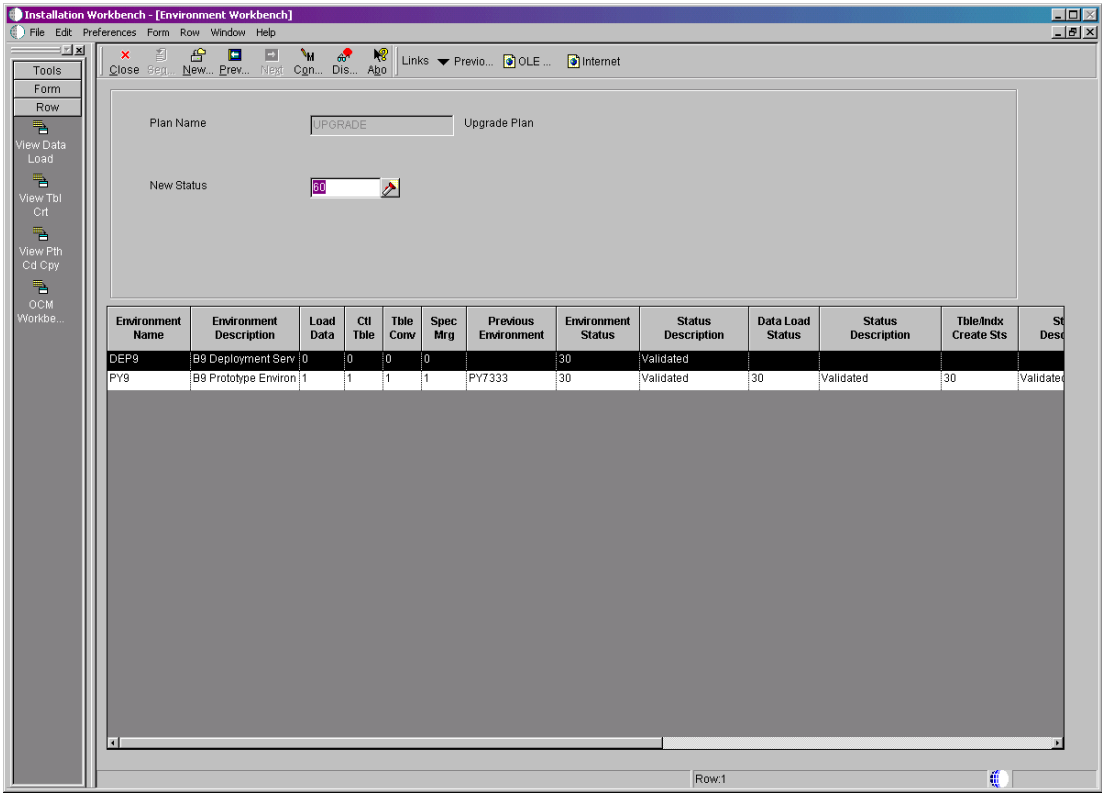 Installation Workbench - [Environment Workbench]
File Edit Preferences Form Row Window Help
Close Seq... New... Prev... Next Con... Dis... Abo Links Previo... OLE ... Internet
Tools
Form
Row
View Data
Load
View Tbl
Crt
View Pth
Cd Cpy
OCM
Workbe...
Plan Name UPGRADE Upgrade Plan
New Status 60
Environment Name Environment Description Load Data Ctl Tble Tble Conv Spec Mrg Previous Environment Environment Status Status Description Data Load Status Status Description Tble/Indx Create Sts St Desc
DEP9 B9 Deployment Serv 0 0 0 0 30 Validated
PY9 B9 Prototype Environ 1 1 1 1 PY7333 30 Validated 30 Validated 30 Validated
Row:1